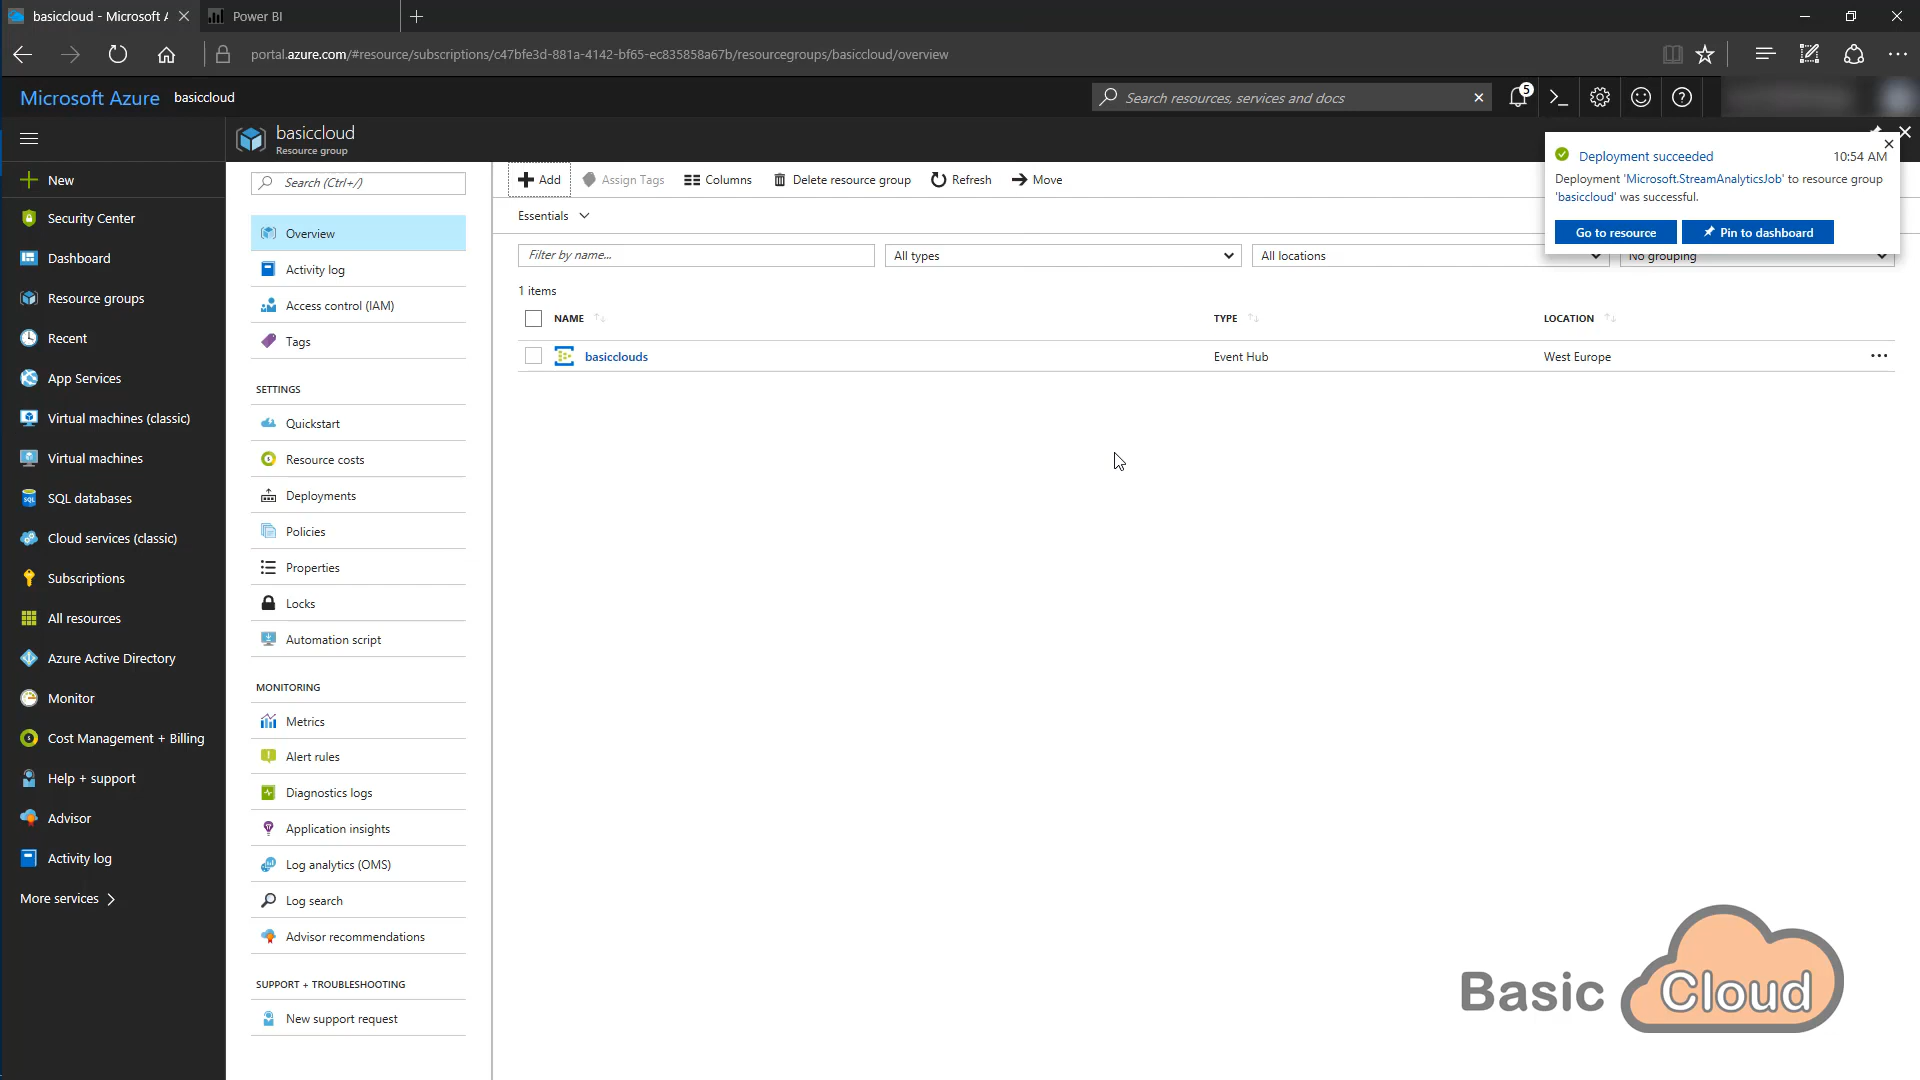 basiccloud - Microsoft A
Power BI
portal.azure.com/#resource/subscriptions/c47bfe3d-881a-4142-bf65-ec835858a67b/resourcegroups/basiccloud/overview
Microsoft Azure basiccloud
Search resources, services and docs
5
basiccloud
Resource group
New
Security Center
Dashboard
Resource groups
Recent
App Services
Virtual machines (classic)
Virtual machines
SQL databases
Cloud services (classic)
Subscriptions
All resources
Azure Active Directory
Monitor
Cost Management + Billing
Help + support
Advisor
Activity log
More services
Search (Ctrl+/)
Overview
Activity log
Access control (IAM)
Tags
SETTINGS
Quickstart
Resource costs
Deployments
Policies
Properties
Locks
Automation script
MONITORING
Metrics
Alert rules
Diagnostics logs
Application insights
Log analytics (OMS)
Log search
Advisor recommendations
SUPPORT + TROUBLESHOOTING
New support request
Add Assign Tags Columns Delete resource group Refresh Move
Essentials
Filter by name... All types All locations No grouping
1 items
NAME TYPE LOCATION
basicclouds Event Hub West Europe
Deployment succeeded 10:54 AM
Deployment 'Microsoft.StreamAnalyticsJob' to resource group
'basiccloud' was successful.
Go to resource Pin to dashboard
Basic Cloud